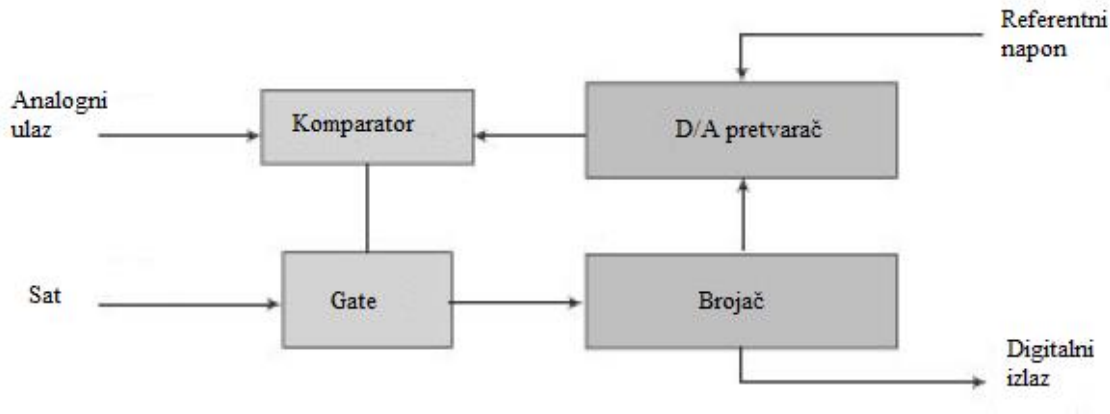 Referentni
napon
Analogni
ulaz
Komparator
D/A pretvarač
Sat
Gate
Brojač
Digitalni
izlaz